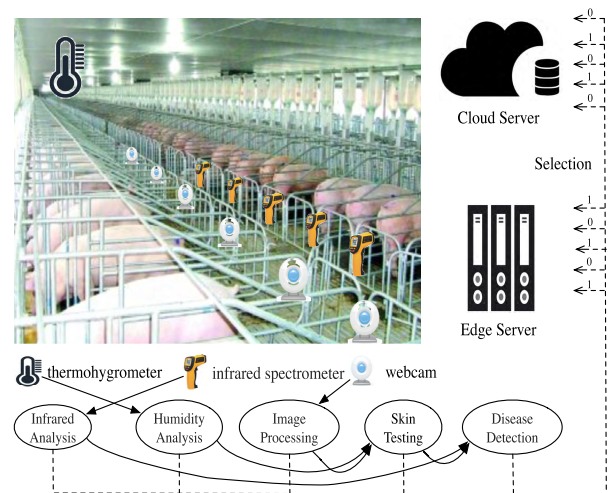 0
1
0
1
0
Cloud Server
Selection
1
0
1
0
1
Edge Server
thermohygrometer
infrared spectrometer
webcam
Infrared
Analysis
Humidity
Analysis
Image
Processing
Skin
Testing
Disease
Detection